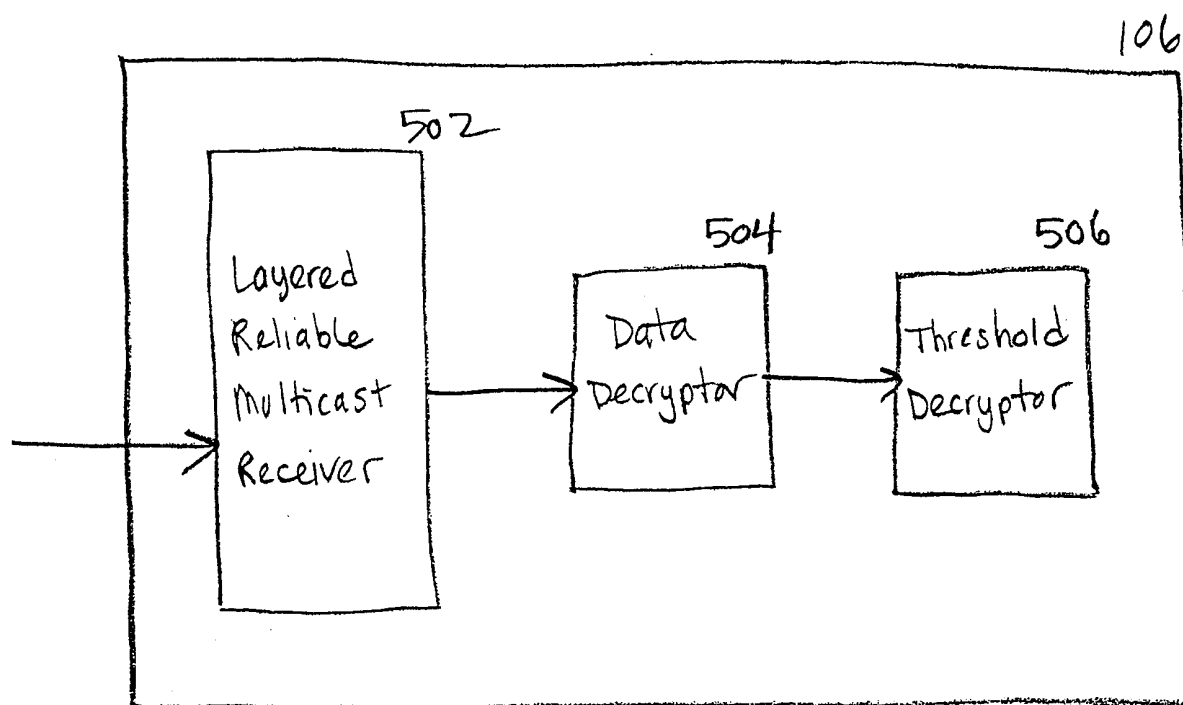 106
502
Layered
Reliable
Multicast
Receiver
504
Data
Decryptor
506
Threshold
Decryptor